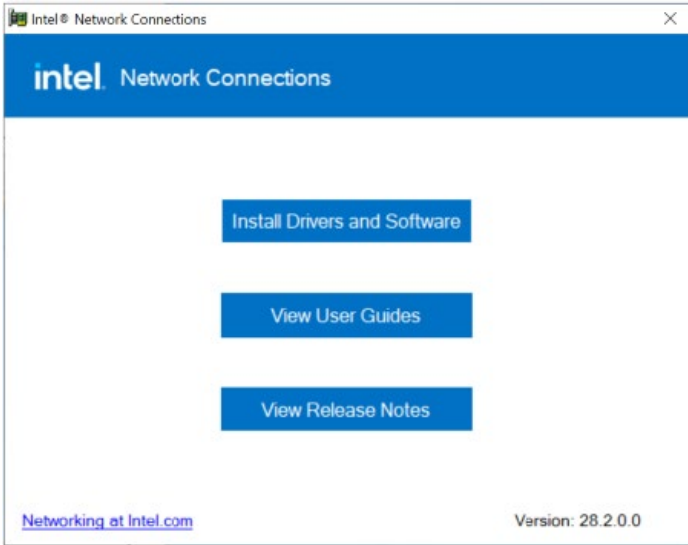 Intel® Network Connections
intel. Network Connections
Install Drivers and Software
View User Guides
View Release Notes
Networking at Intel.com
Version: 28.2.0.0